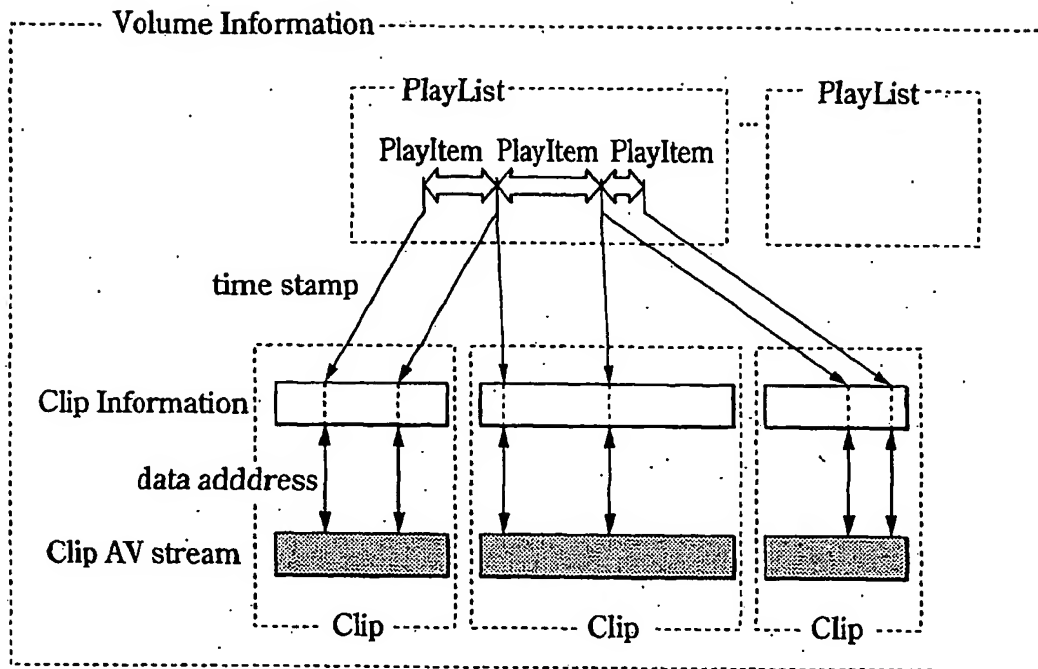 Volume Information
PlayList
PlayList
...
PlayItem PlayItem PlayItem
time stamp
Clip Information
data adddress
Clip AV stream
Clip
Clip
Clip